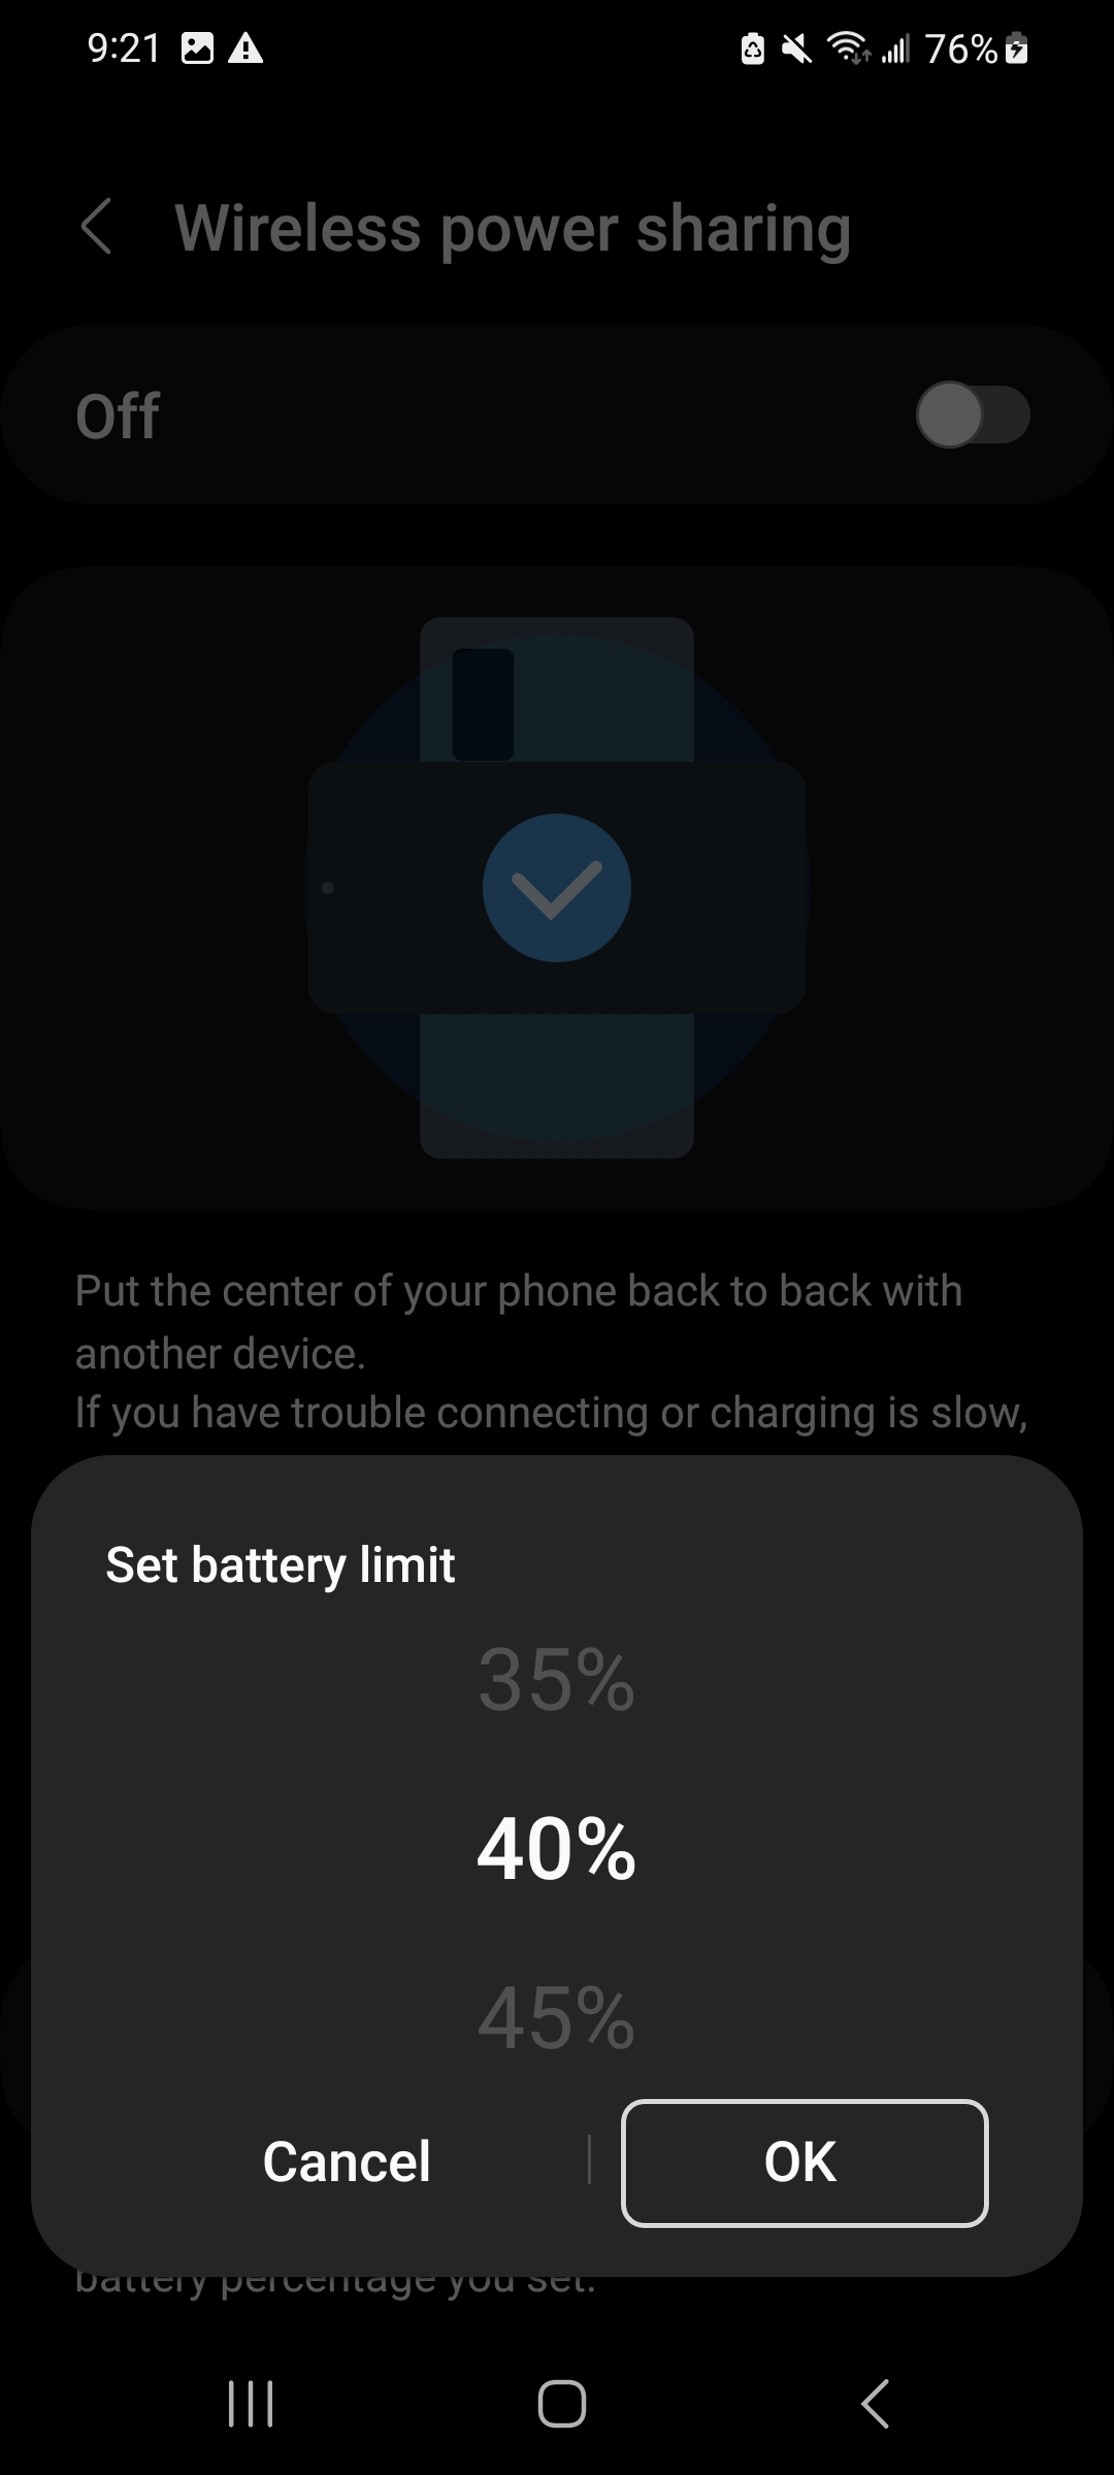 9:21
76%
Wireless power sharing
Off
Put the center of your phone back to back with
another device.
If you have trouble connecting or charging is slow,
Set battery limit
35%
40%
45%
Cancel
OK
battery percentage you set.